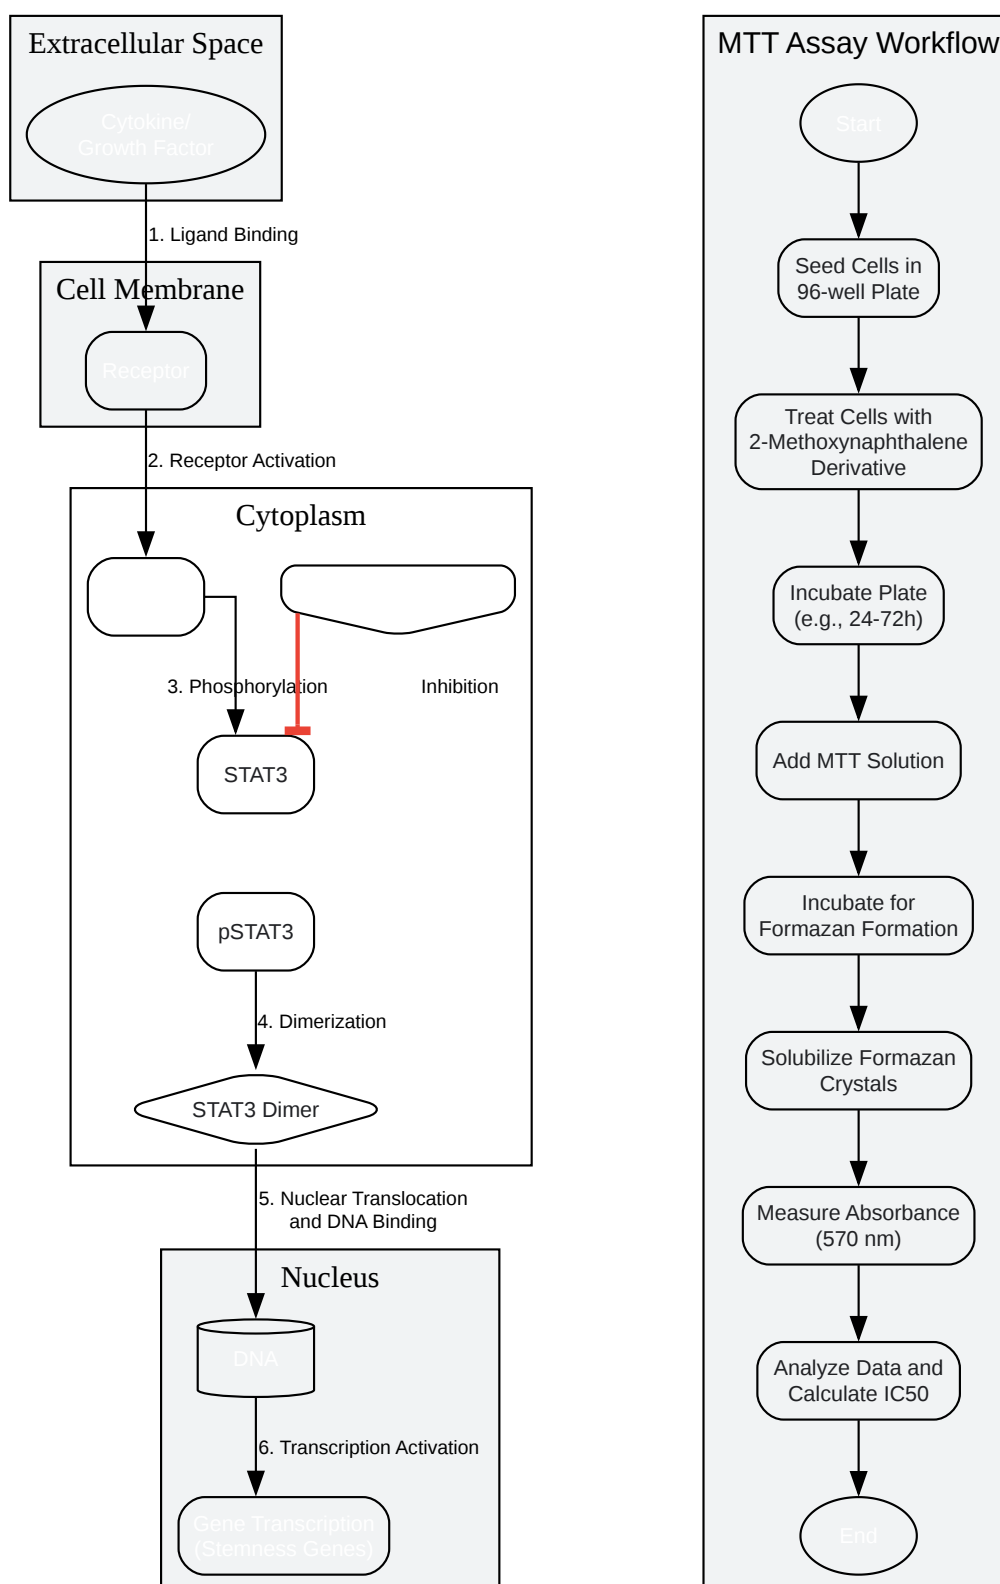 Extracellular Space
Cytokine/
Growth Factor
1. Ligand Binding
Cell Membrane
Receptor
2. Receptor Activation
Cytoplasm
3. Phosphorylation
Inhibition
STAT3
pSTAT3
4. Dimerization
STAT3 Dimer
5. Nuclear Translocation
and DNA Binding
Nucleus
DNA
6. Transcription Activation
Gene Transcription
(Stemness Genes)
MTT Assay Workflow
Start
Seed Cells in
96-well Plate
Treat Cells with
2-Methoxynaphthalene
Derivative
Incubate Plate
(e.g., 24-72h)
Add MTT Solution
Incubate for
Formazan Formation
Solubilize Formazan
Crystals
Measure Absorbance
(570 nm)
Analyze Data and
Calculate IC50
End